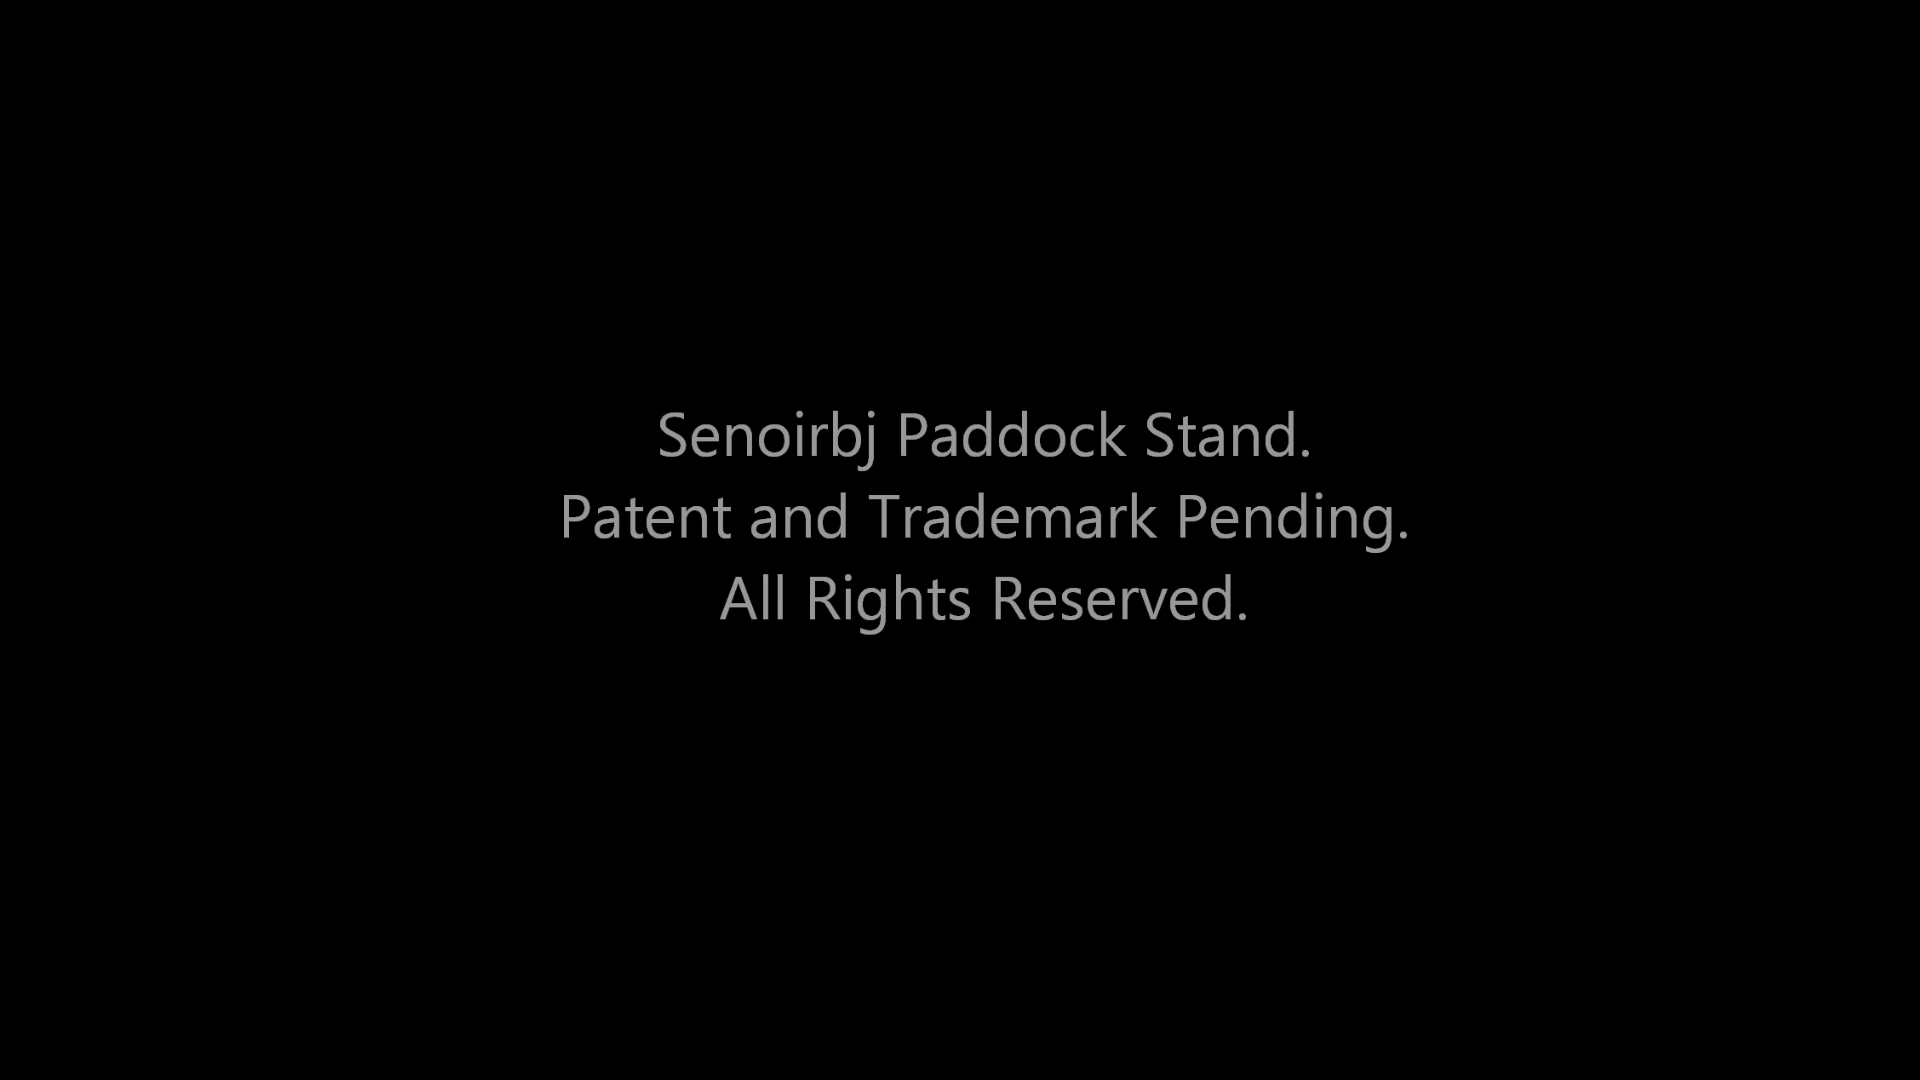 Senoirbj Paddock Stand.
Patent and Trademark Pending.
All Rights Reserved.